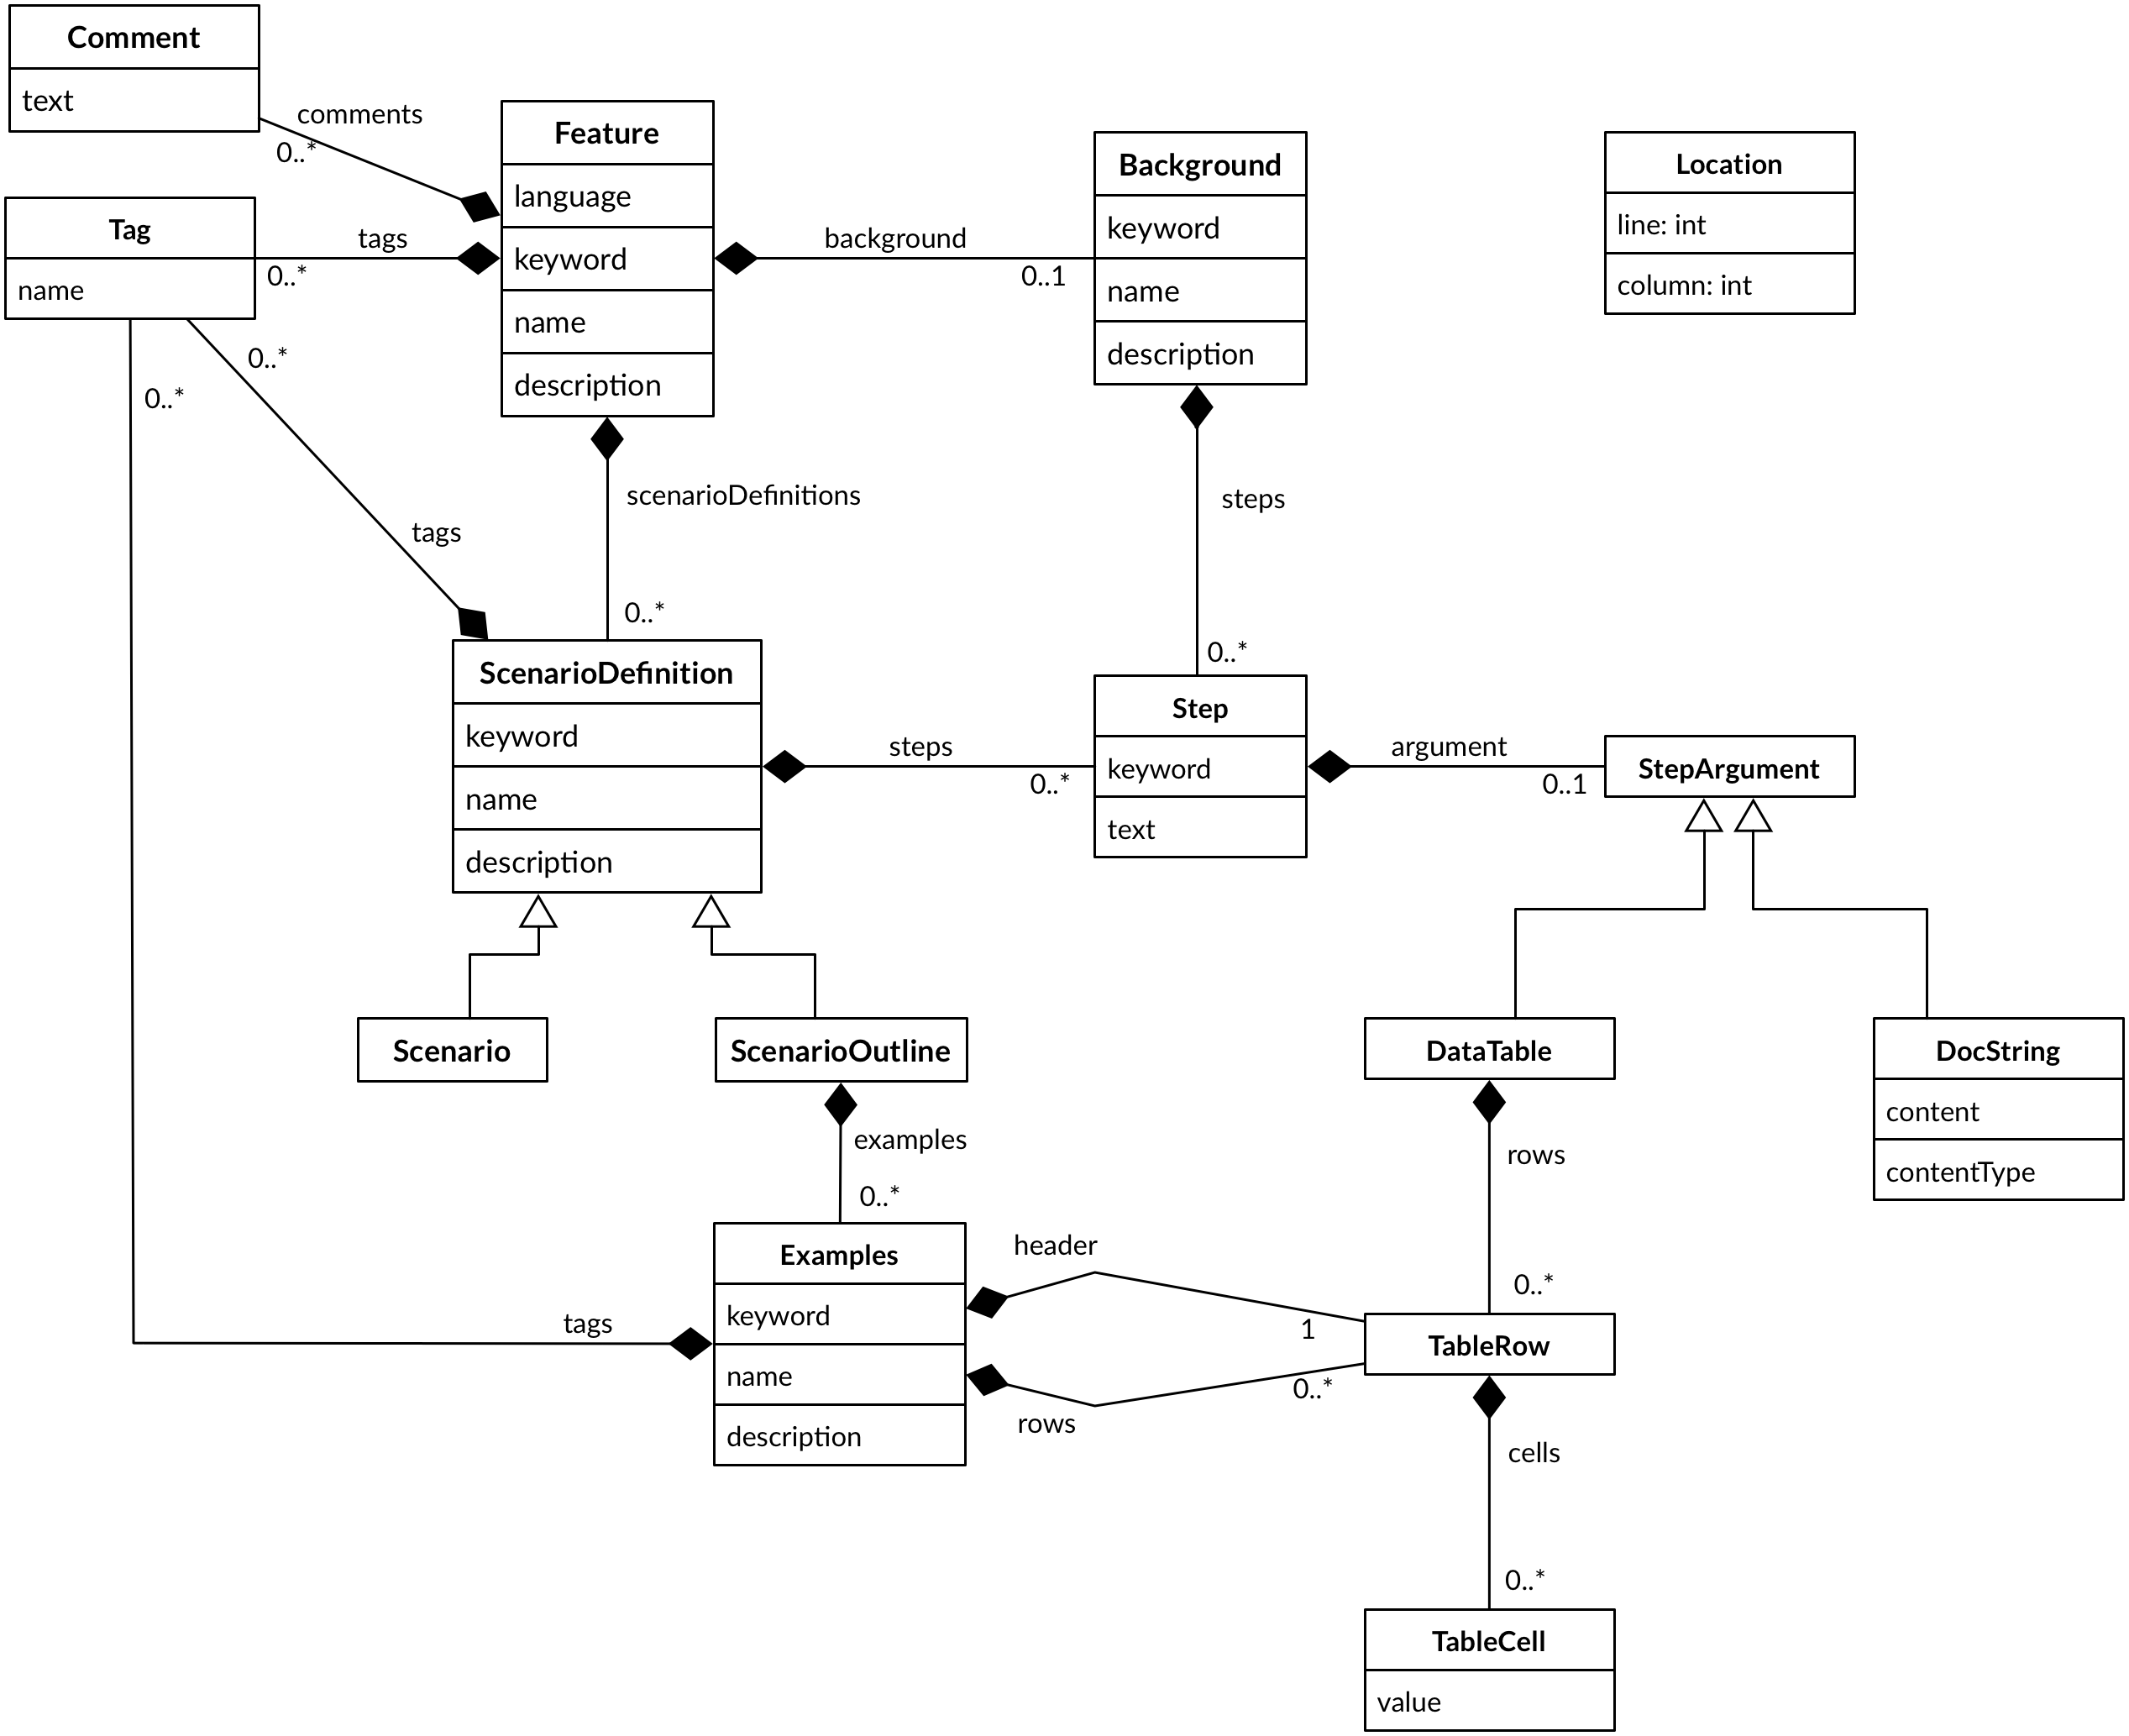 Comment
text
comments
0..*
Tag
name
tags
0..*
Feature
language
keyword
name
description
background
0..1
Background
keyword
name
description
Location
line: int
column: int
0..*
0..*
tags
scenarioDefinitions
0..*
steps
0..*
ScenarioDefinition
keyword
name
description
steps
0..*
Step
keyword
text
argument
0..1
StepArgument
Scenario
ScenarioOutline
DataTable
DocString
content
contentType
examples
0..*
rows
0..*
Examples
keyword
name
description
tags
header
1
rows
0..*
TableRow
cells
0..*
TableCell
value